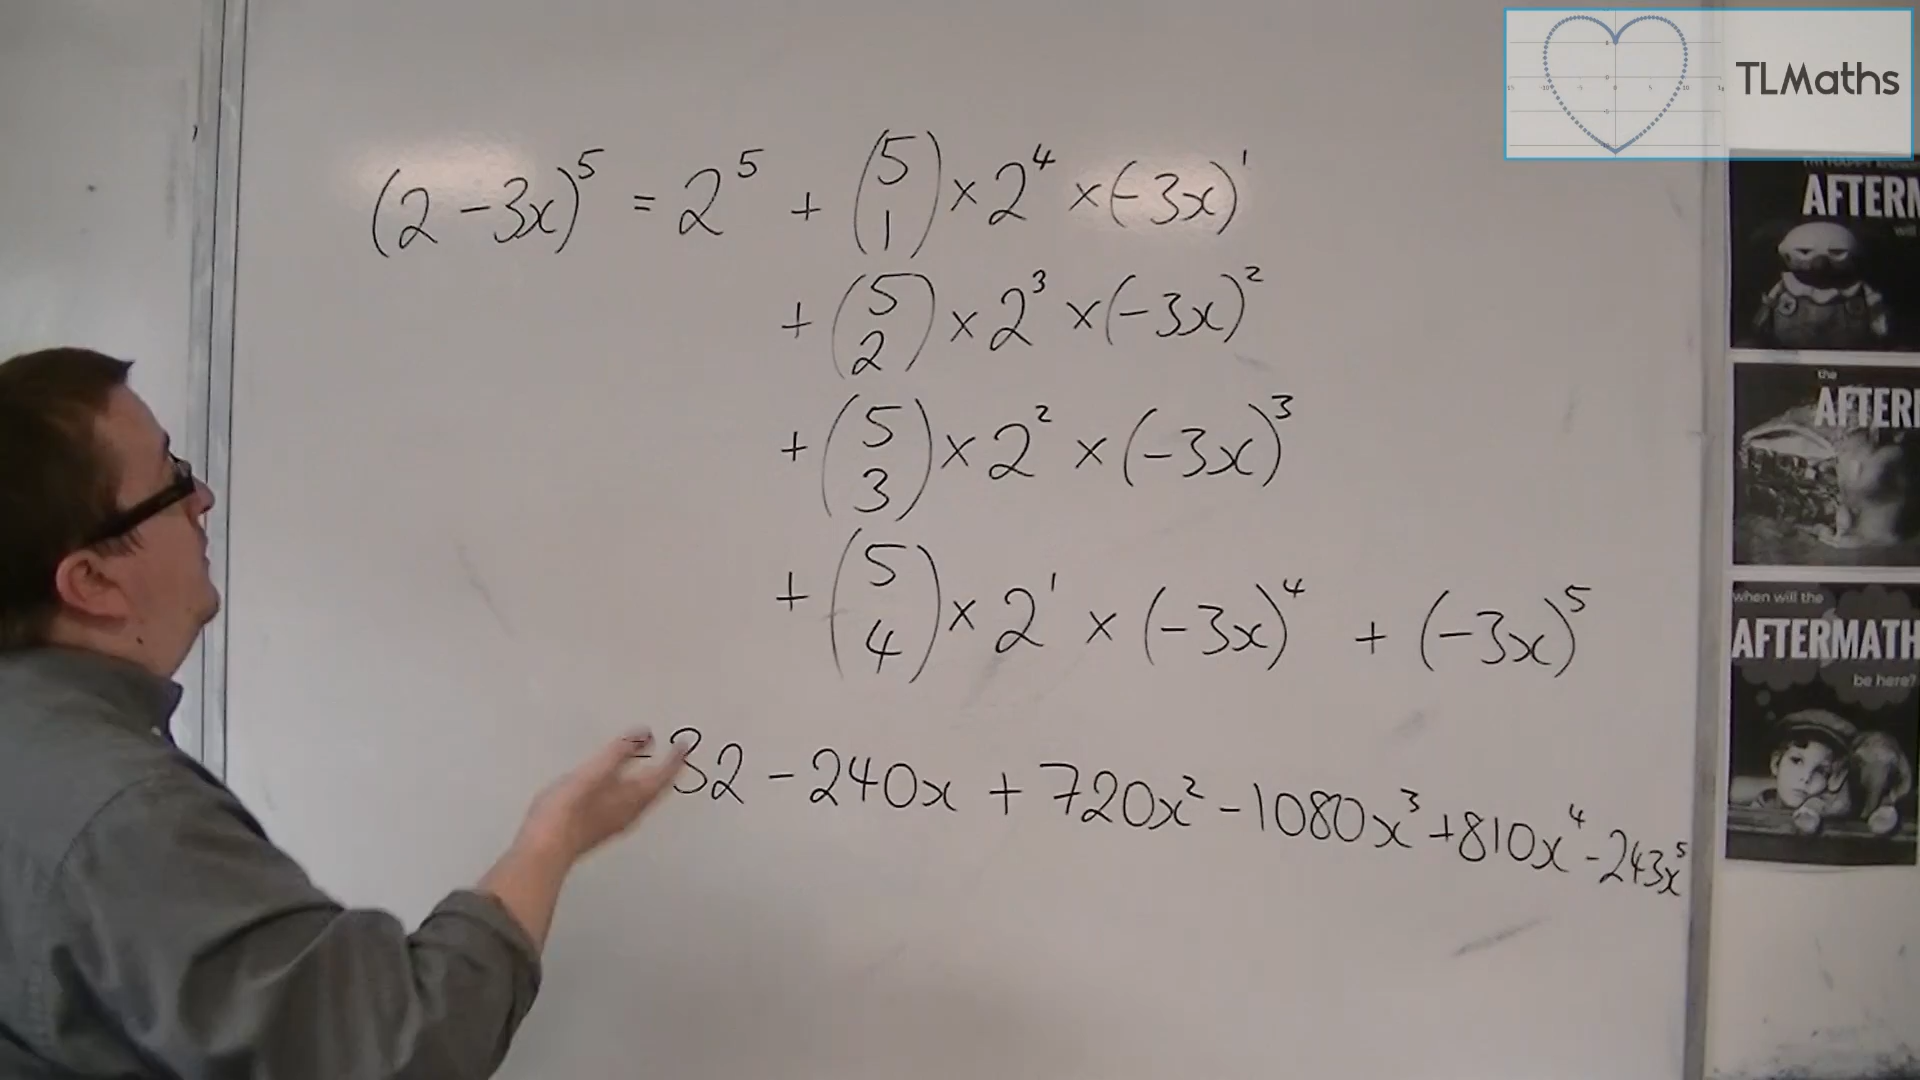 TLMaths
(2 - 3x)⁵ = 2⁵ + (5 1) × 2⁴ × (-3x)¹
+ (5 2) × 2³ × (-3x)²
+ (5 3) × 2² × (-3x)³
+ (5 4) × 2¹ × (-3x)⁴ + (-3x)⁵
= 32 - 240x + 720x² - 1080x³ + 810x⁴ - 243x⁵
AFTERM
will
the
AFTER
when will the
AFTERMATH
be here?